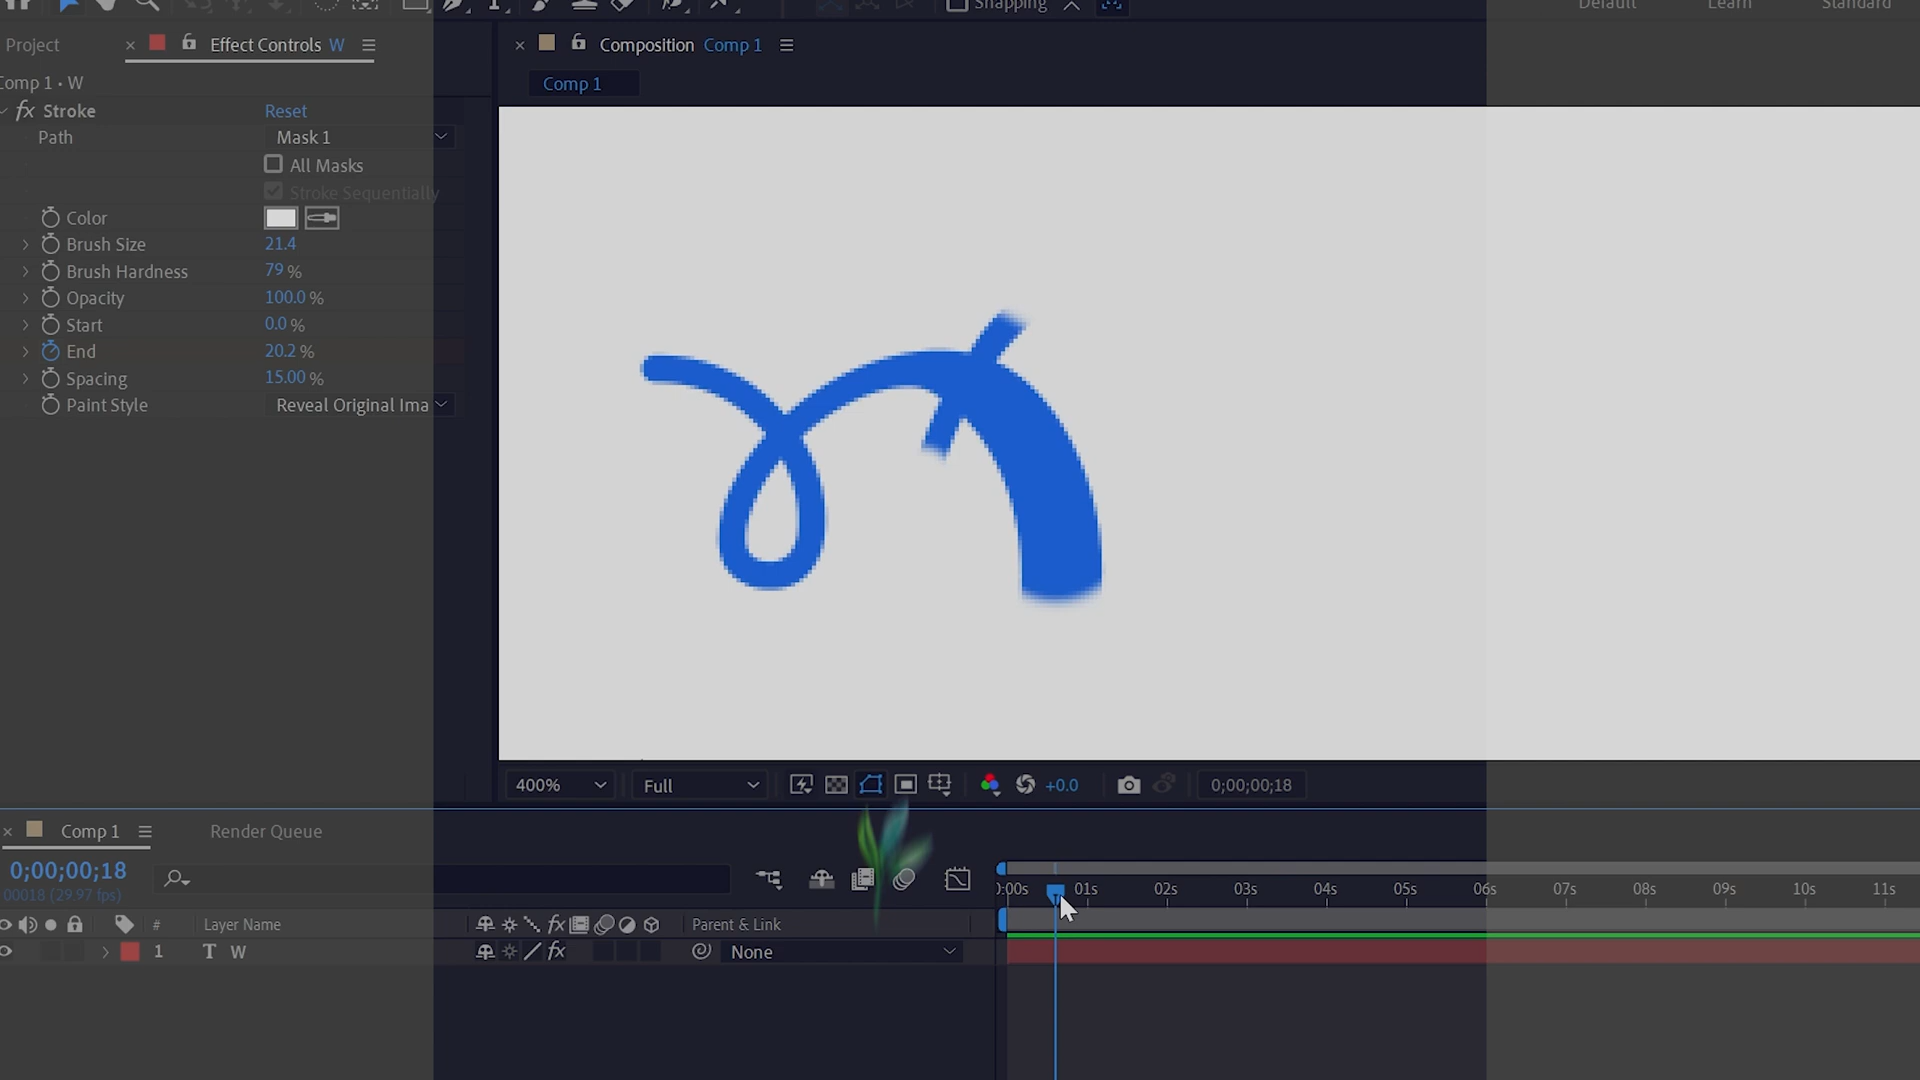 Snapping
Default Learn Standard
Project
Effect Controls W
Composition Comp 1
Comp 1 • W
Comp 1
fx Stroke Reset
Path Mask 1
All Masks
Stroke Sequentially
Color
Brush Size 21.4
Brush Hardness 79 %
Opacity 100.0 %
Start 0.0 %
End 20.2 %
Spacing 15.00 %
Paint Style Reveal Original Ima
400% Full +0.0 0;00;00;18
Comp 1 Render Queue
0;00;00;18
00018 (29.97 fps)
:00s 01s 02s 03s 04s 05s 06s 07s 08s 09s 10s 11s
# Layer Name fx Parent & Link
1 T W fx None